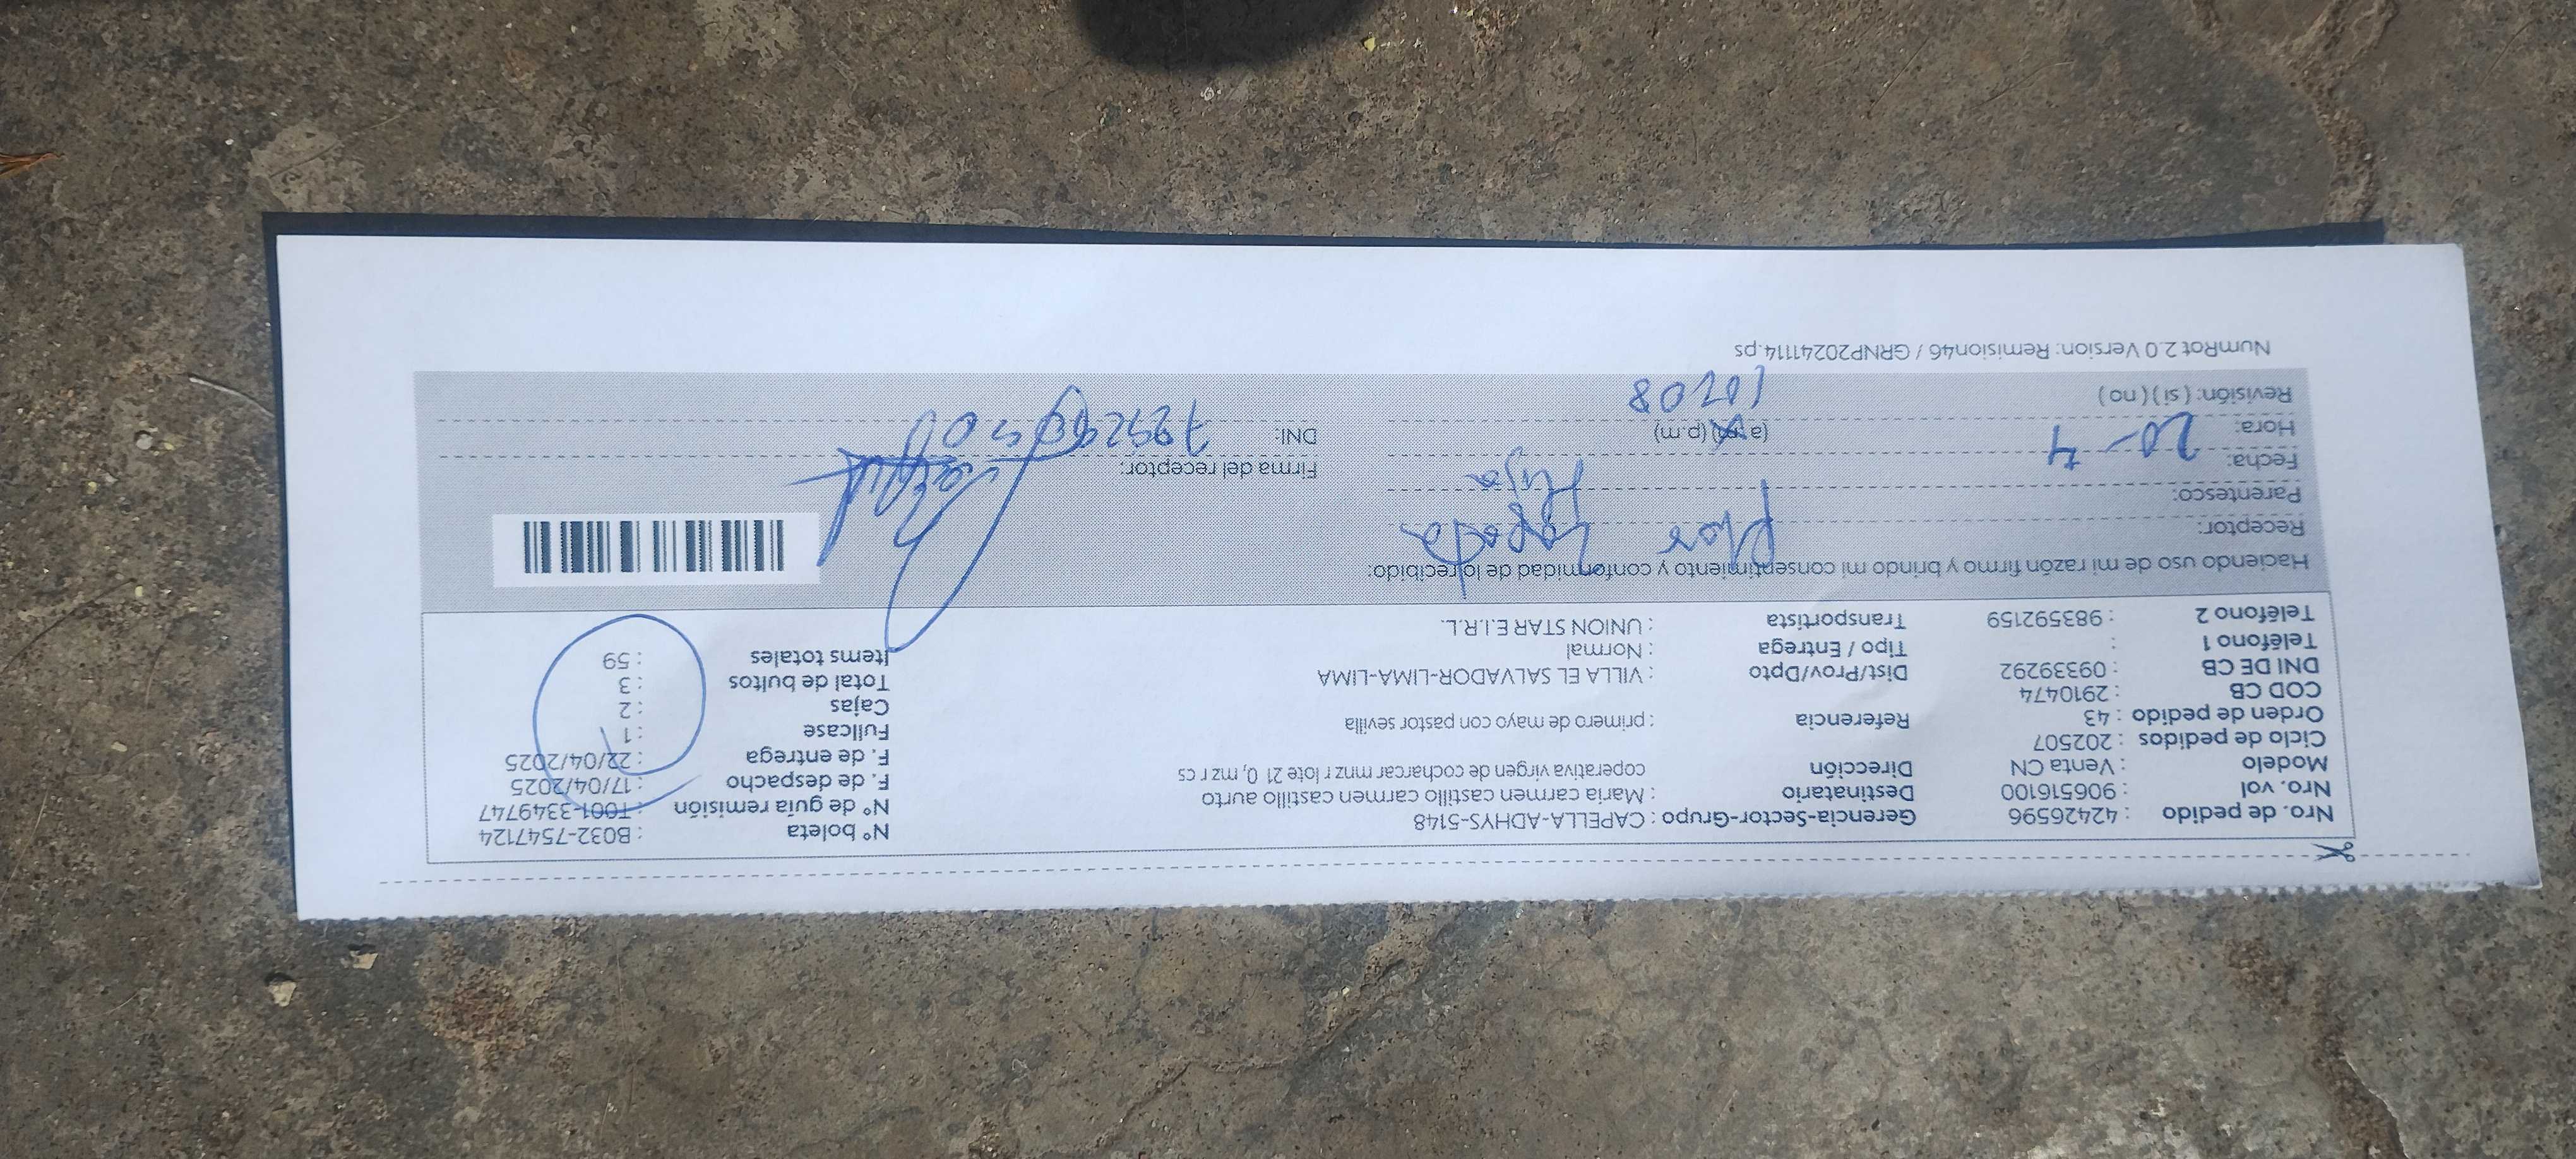 Nro. de pedido : 42426596 Gerencia-Sector-Grupo : CAPELLA-ADHYS-5148 N° boleta : B032-7547124
Nro. vol : 906516100 Destinatario : Maria carmen castillo carmen castillo aurto N° de guía remisión : T001-3349747
Modelo : Venta CN Dirección coperativa virgen de cocharcar mnz r lote 21 0, mz r cs F. de despacho : 17/04/2025
Ciclo de pedidos : 202507 F. de entrega : 22/04/2025
Orden de pedido : 43 Referencia : primero de mayo con pastor sevilla Fullcase : 1
COD CB : 2910474 Cajas : 2
DNI DE CB : 09339292 Dist/Prov/Dpto : VILLA EL SALVADOR-LIMA-LIMA Total de bultos : 3
Teléfono 1 : Tipo / Entrega : Normal Items totales : 59
Teléfono 2 : 983592159 Transportista : UNION STAR E.I.R.L.
Haciendo uso de mi razón firmo y brindo mi consentimiento y conformidad de lo recibido:
Receptor: Flor Zapata
Parentesco: Hija
Fecha: 20-4 Firma del receptor:
Hora: (a.m) (p.m) DNI:
Revisión: ( si ) ( no )
NumRot 2.0 Version: Remision46 / GRNP20241114.ps